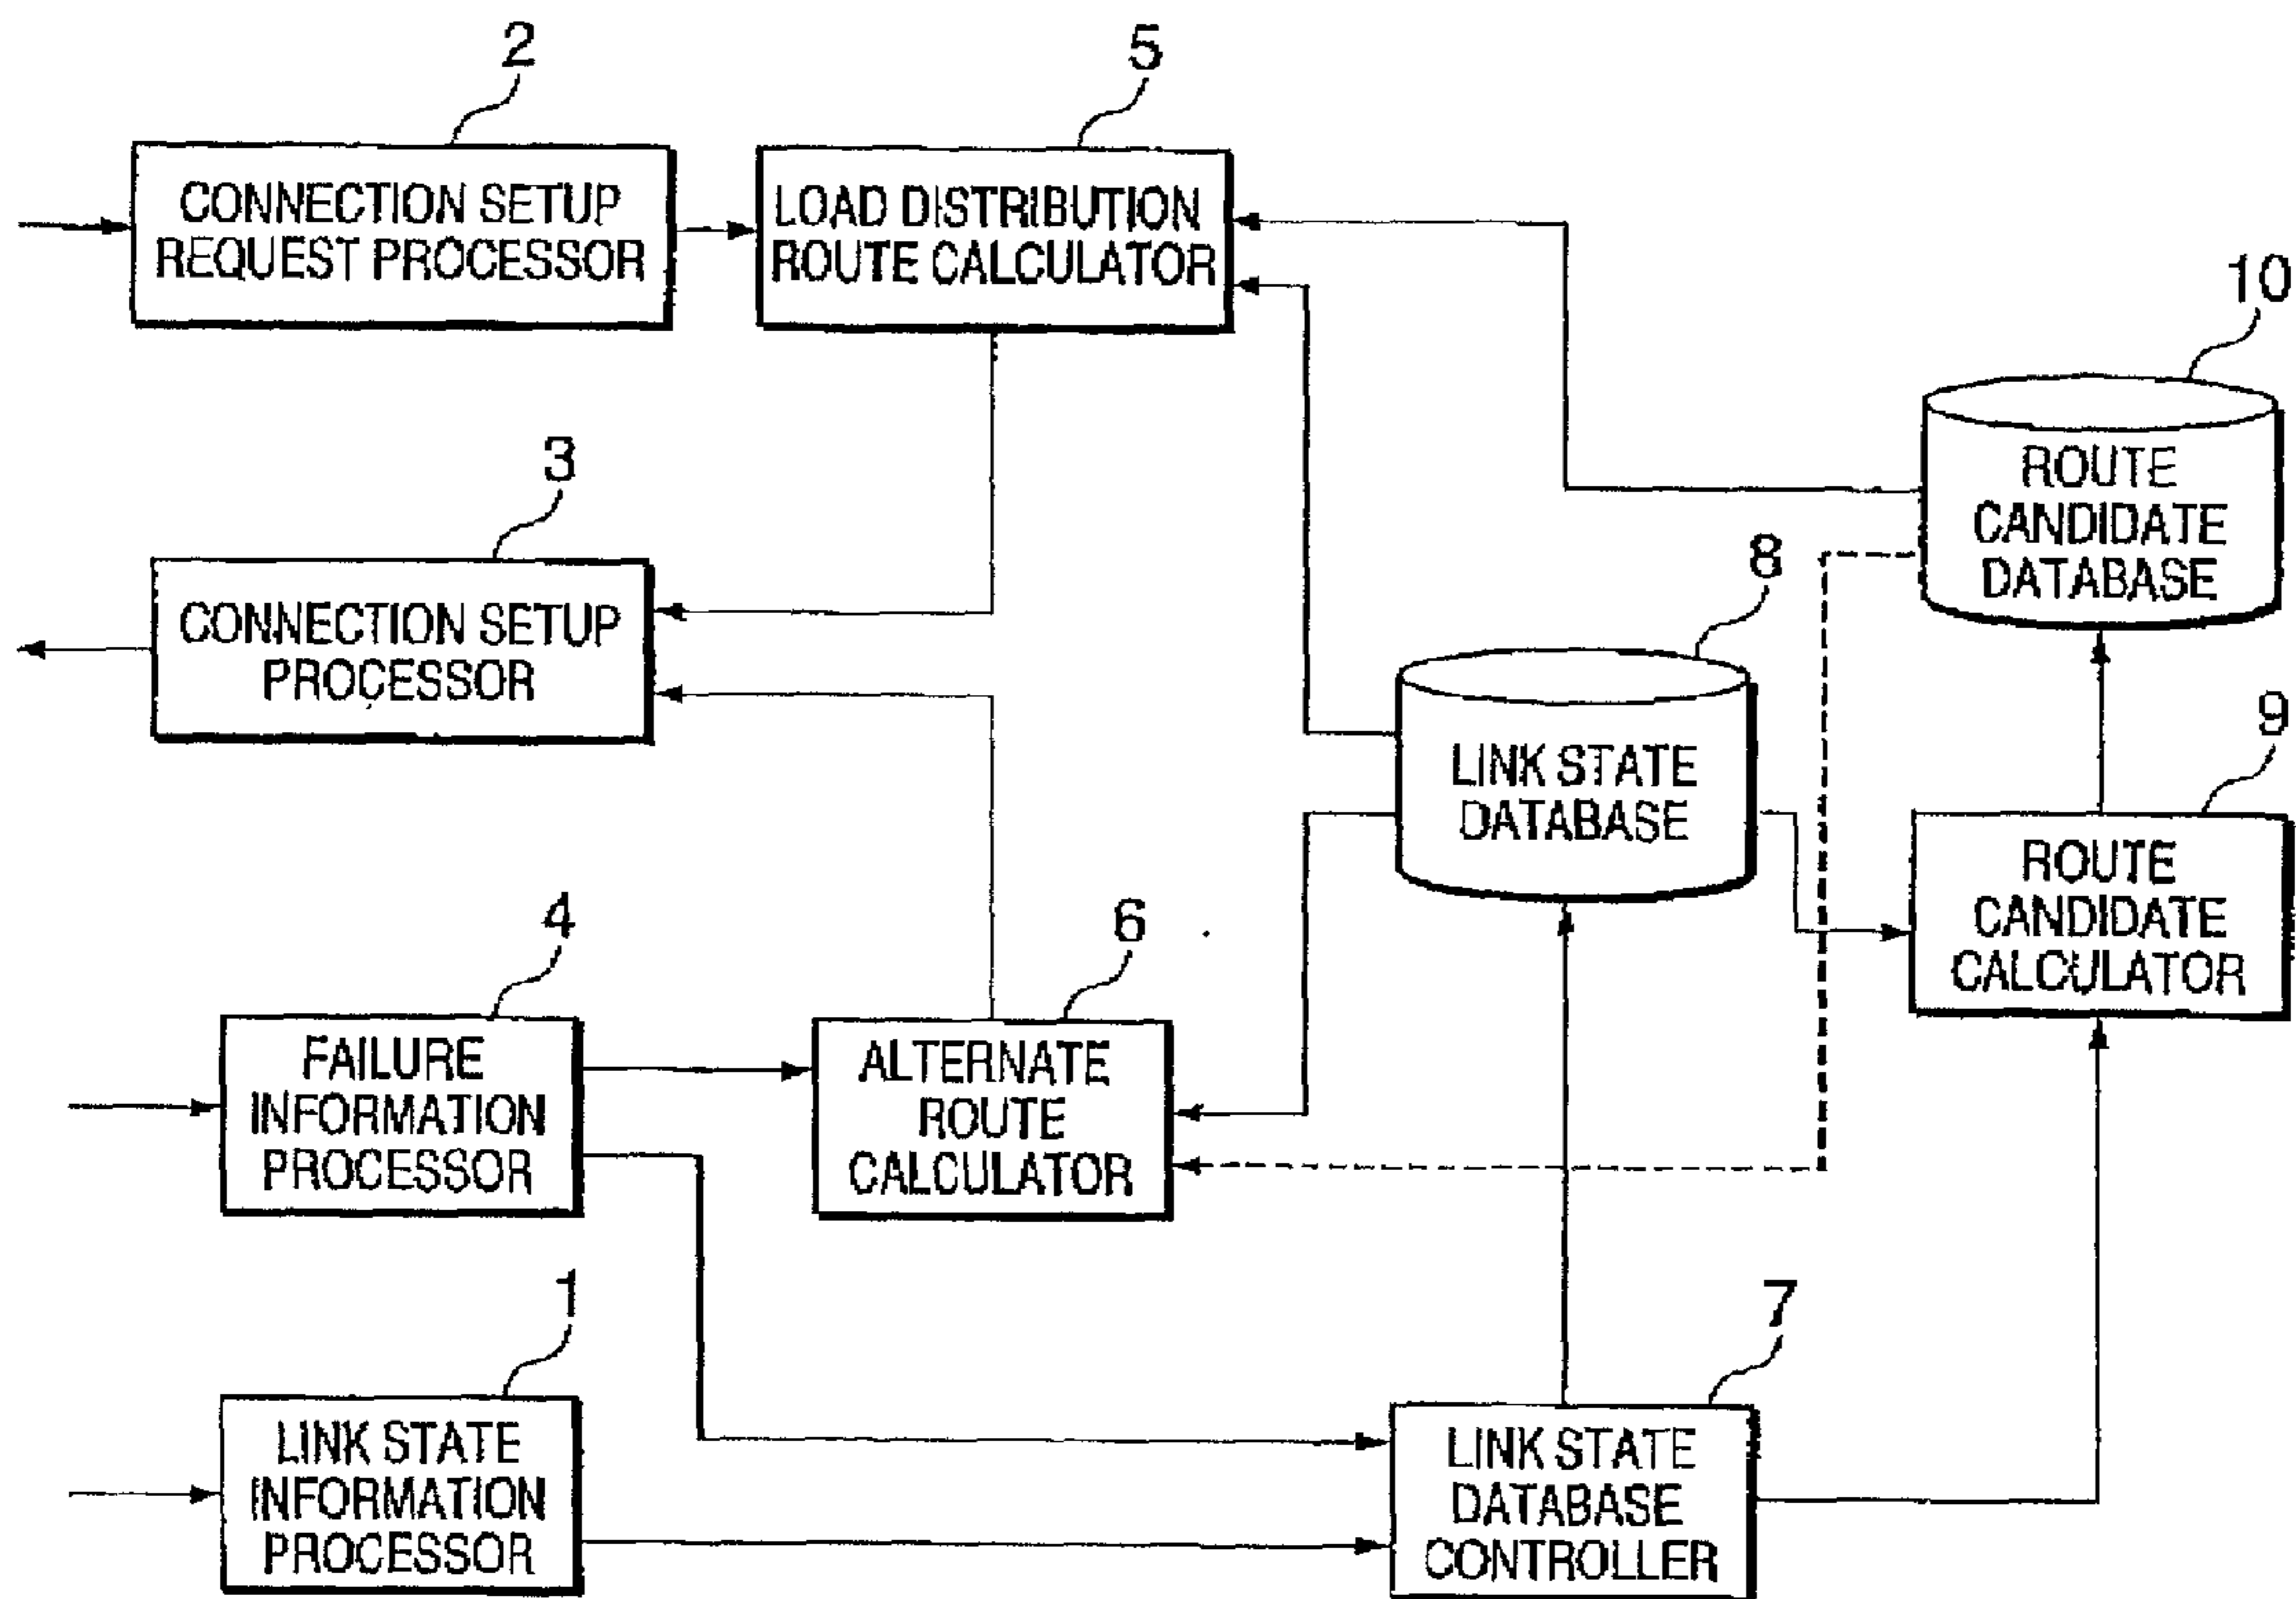 2
CONNECTION SETUP
REQUEST PROCESSOR
5
LOAD DISTRIBUTION
ROUTE CALCULATOR
10
ROUTE
CANDIDATE
DATABASE
3
CONNECTION SETUP
PROCESSOR
8
LINK STATE
DATABASE
9
ROUTE
CANDIDATE
CALCULATOR
4
FAILURE
INFORMATION
PROCESSOR
6
ALTERNATE
ROUTE
CALCULATOR
1
LINK STATE
INFORMATION
PROCESSOR
7
LINK STATE
DATABASE
CONTROLLER